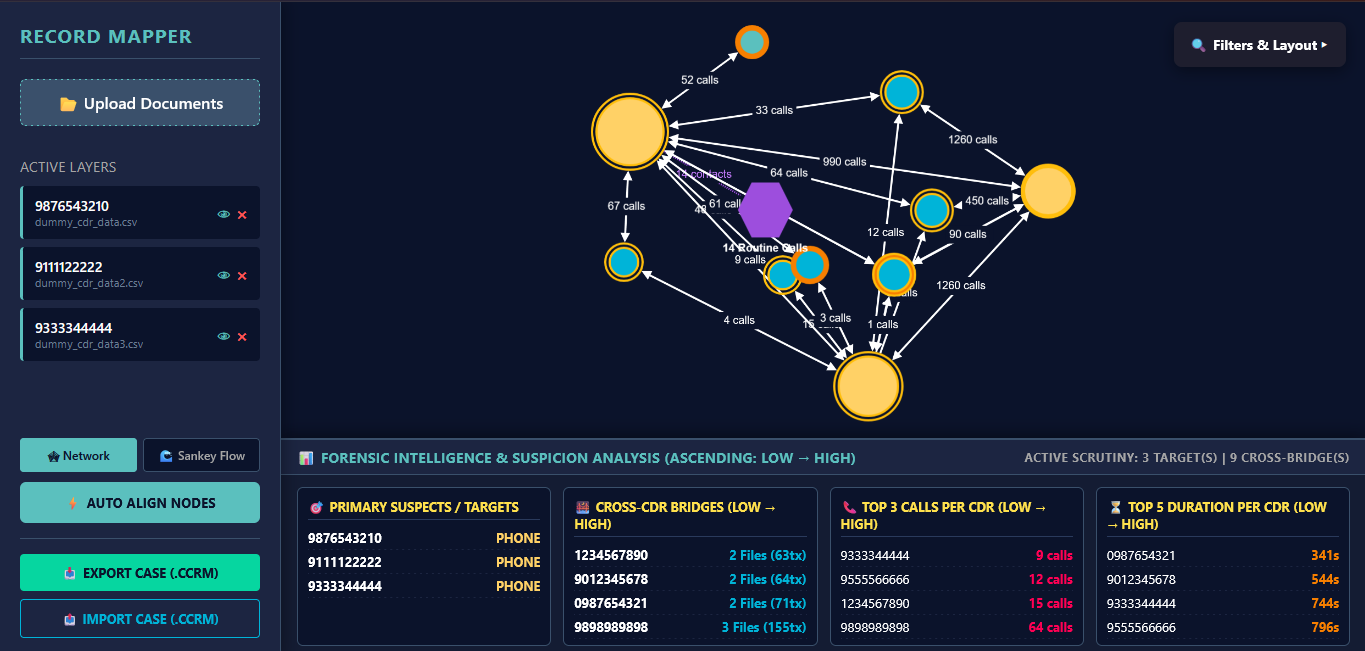 RECORD MAPPER
Upload Documents
ACTIVE LAYERS
9876543210
dummy_cdr_data.csv
9111122222
dummy_cdr_data2.csv
9333344444
dummy_cdr_data3.csv
Network
Sankey Flow
AUTO ALIGN NODES
EXPORT CASE (.CCRM)
IMPORT CASE (.CCRM)
Filters & Layout ▸
52 calls
33 calls
1260 calls
990 calls
64 calls
contacts
61 call
450 calls
67 calls
12 calls
90 calls
14 Routine Calls
9 calls
1260 calls
4 calls
3 calls
1 calls
FORENSIC INTELLIGENCE & SUSPICION ANALYSIS (ASCENDING: LOW → HIGH)
ACTIVE SCRUTINY: 3 TARGET(S) | 9 CROSS-BRIDGE(S)
PRIMARY SUSPECTS / TARGETS
9876543210 PHONE
9111122222 PHONE
9333344444 PHONE
CROSS-CDR BRIDGES (LOW →
HIGH)
1234567890 2 Files (63tx)
9012345678 2 Files (64tx)
0987654321 2 Files (71tx)
9898989898 3 Files (155tx)
TOP 3 CALLS PER CDR (LOW →
HIGH)
9333344444 9 calls
9555566666 12 calls
1234567890 15 calls
9898989898 64 calls
TOP 5 DURATION PER CDR (LOW
→ HIGH)
0987654321 341s
9012345678 544s
9333344444 744s
9555566666 796s